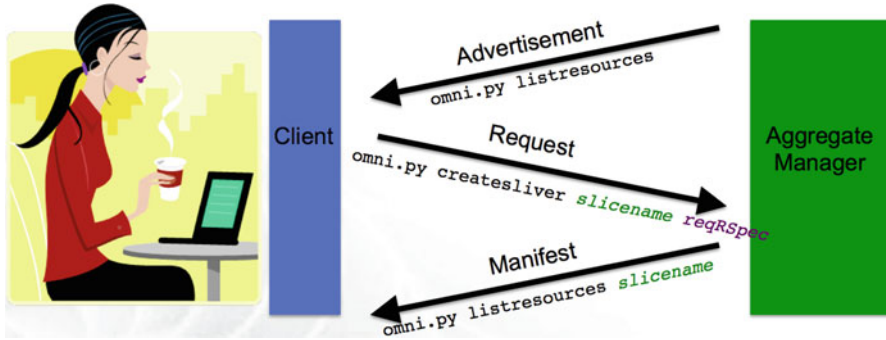 Advertisement
omni.py listresources
Client
Request
Aggregate
Manager
omni.py createsliver slicename reqRSpec
Manifest
omni.py listresources slicename